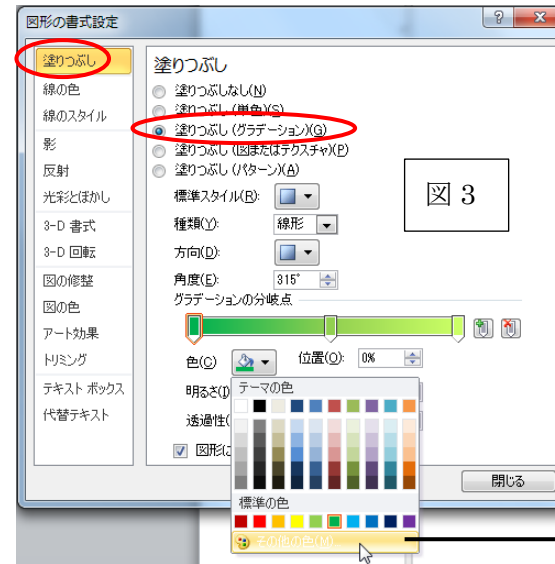 図形の書式設定
塗りつぶし
線の色
線のスタイル
影
反射
光彩とぼかし
3-D 書式
3-D 回転
図の修整
図の色
アート効果
トリミング
テキスト ボックス
代替テキスト
塗りつぶし
塗りつぶしなし(N)
塗りつぶし (単色)(S)
塗りつぶし (グラデーション)(G)
塗りつぶし (図またはテクスチャ)(P)
塗りつぶし (パターン)(A)
図 3
標準スタイル(R):
種類(Y): 線形
方向(D):
角度(E): 315°
グラデーションの分岐点
色(C) 位置(O): 0%
明るさ(I)
透過性(
図形(
テーマの色
標準の色
その他の色(M)...
閉じる